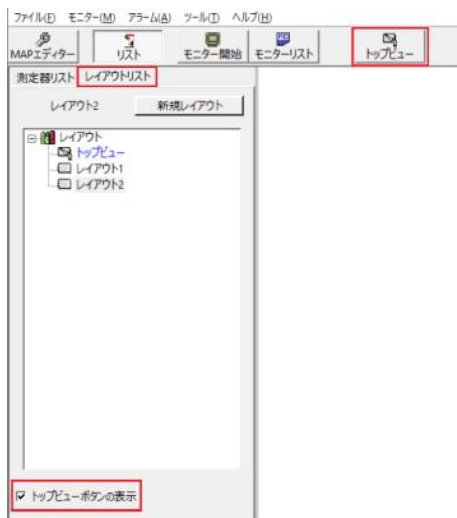 ファイル(F) モニター(M) アラーム(A) ツール(T) ヘルプ(H)
MAPエディター リスト モニター開始 モニターリスト トップビュー
測定器リスト レイアウトリスト
レイアウト2 新規レイアウト
レイアウト
トップビュー
レイアウト1
レイアウト2
トップビューボタンの表示